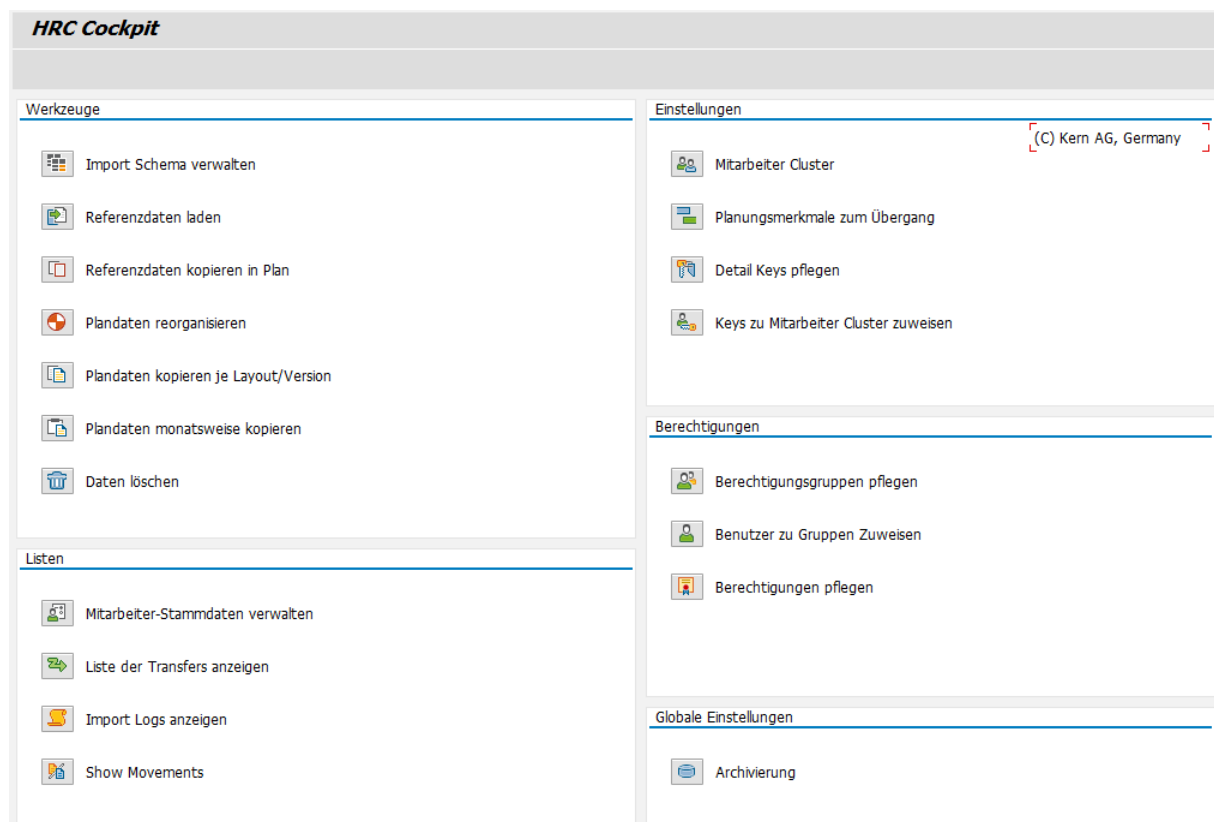 HRC Cockpit
Werkzeuge
Import Schema verwalten
Referenzdaten laden
Referenzdaten kopieren in Plan
Plandaten reorganisieren
Plandaten kopieren je Layout/Version
Plandaten monatsweise kopieren
Daten löschen
Listen
Mitarbeiter-Stammdaten verwalten
Liste der Transfers anzeigen
Import Logs anzeigen
Show Movements
Einstellungen
(C) Kern AG, Germany
Mitarbeiter Cluster
Planungsmerkmale zum Übergang
Detail Keys pflegen
Keys zu Mitarbeiter Cluster zuweisen
Berechtigungen
Berechtigungsgruppen pflegen
Benutzer zu Gruppen Zuweisen
Berechtigungen pflegen
Globale Einstellungen
Archivierung